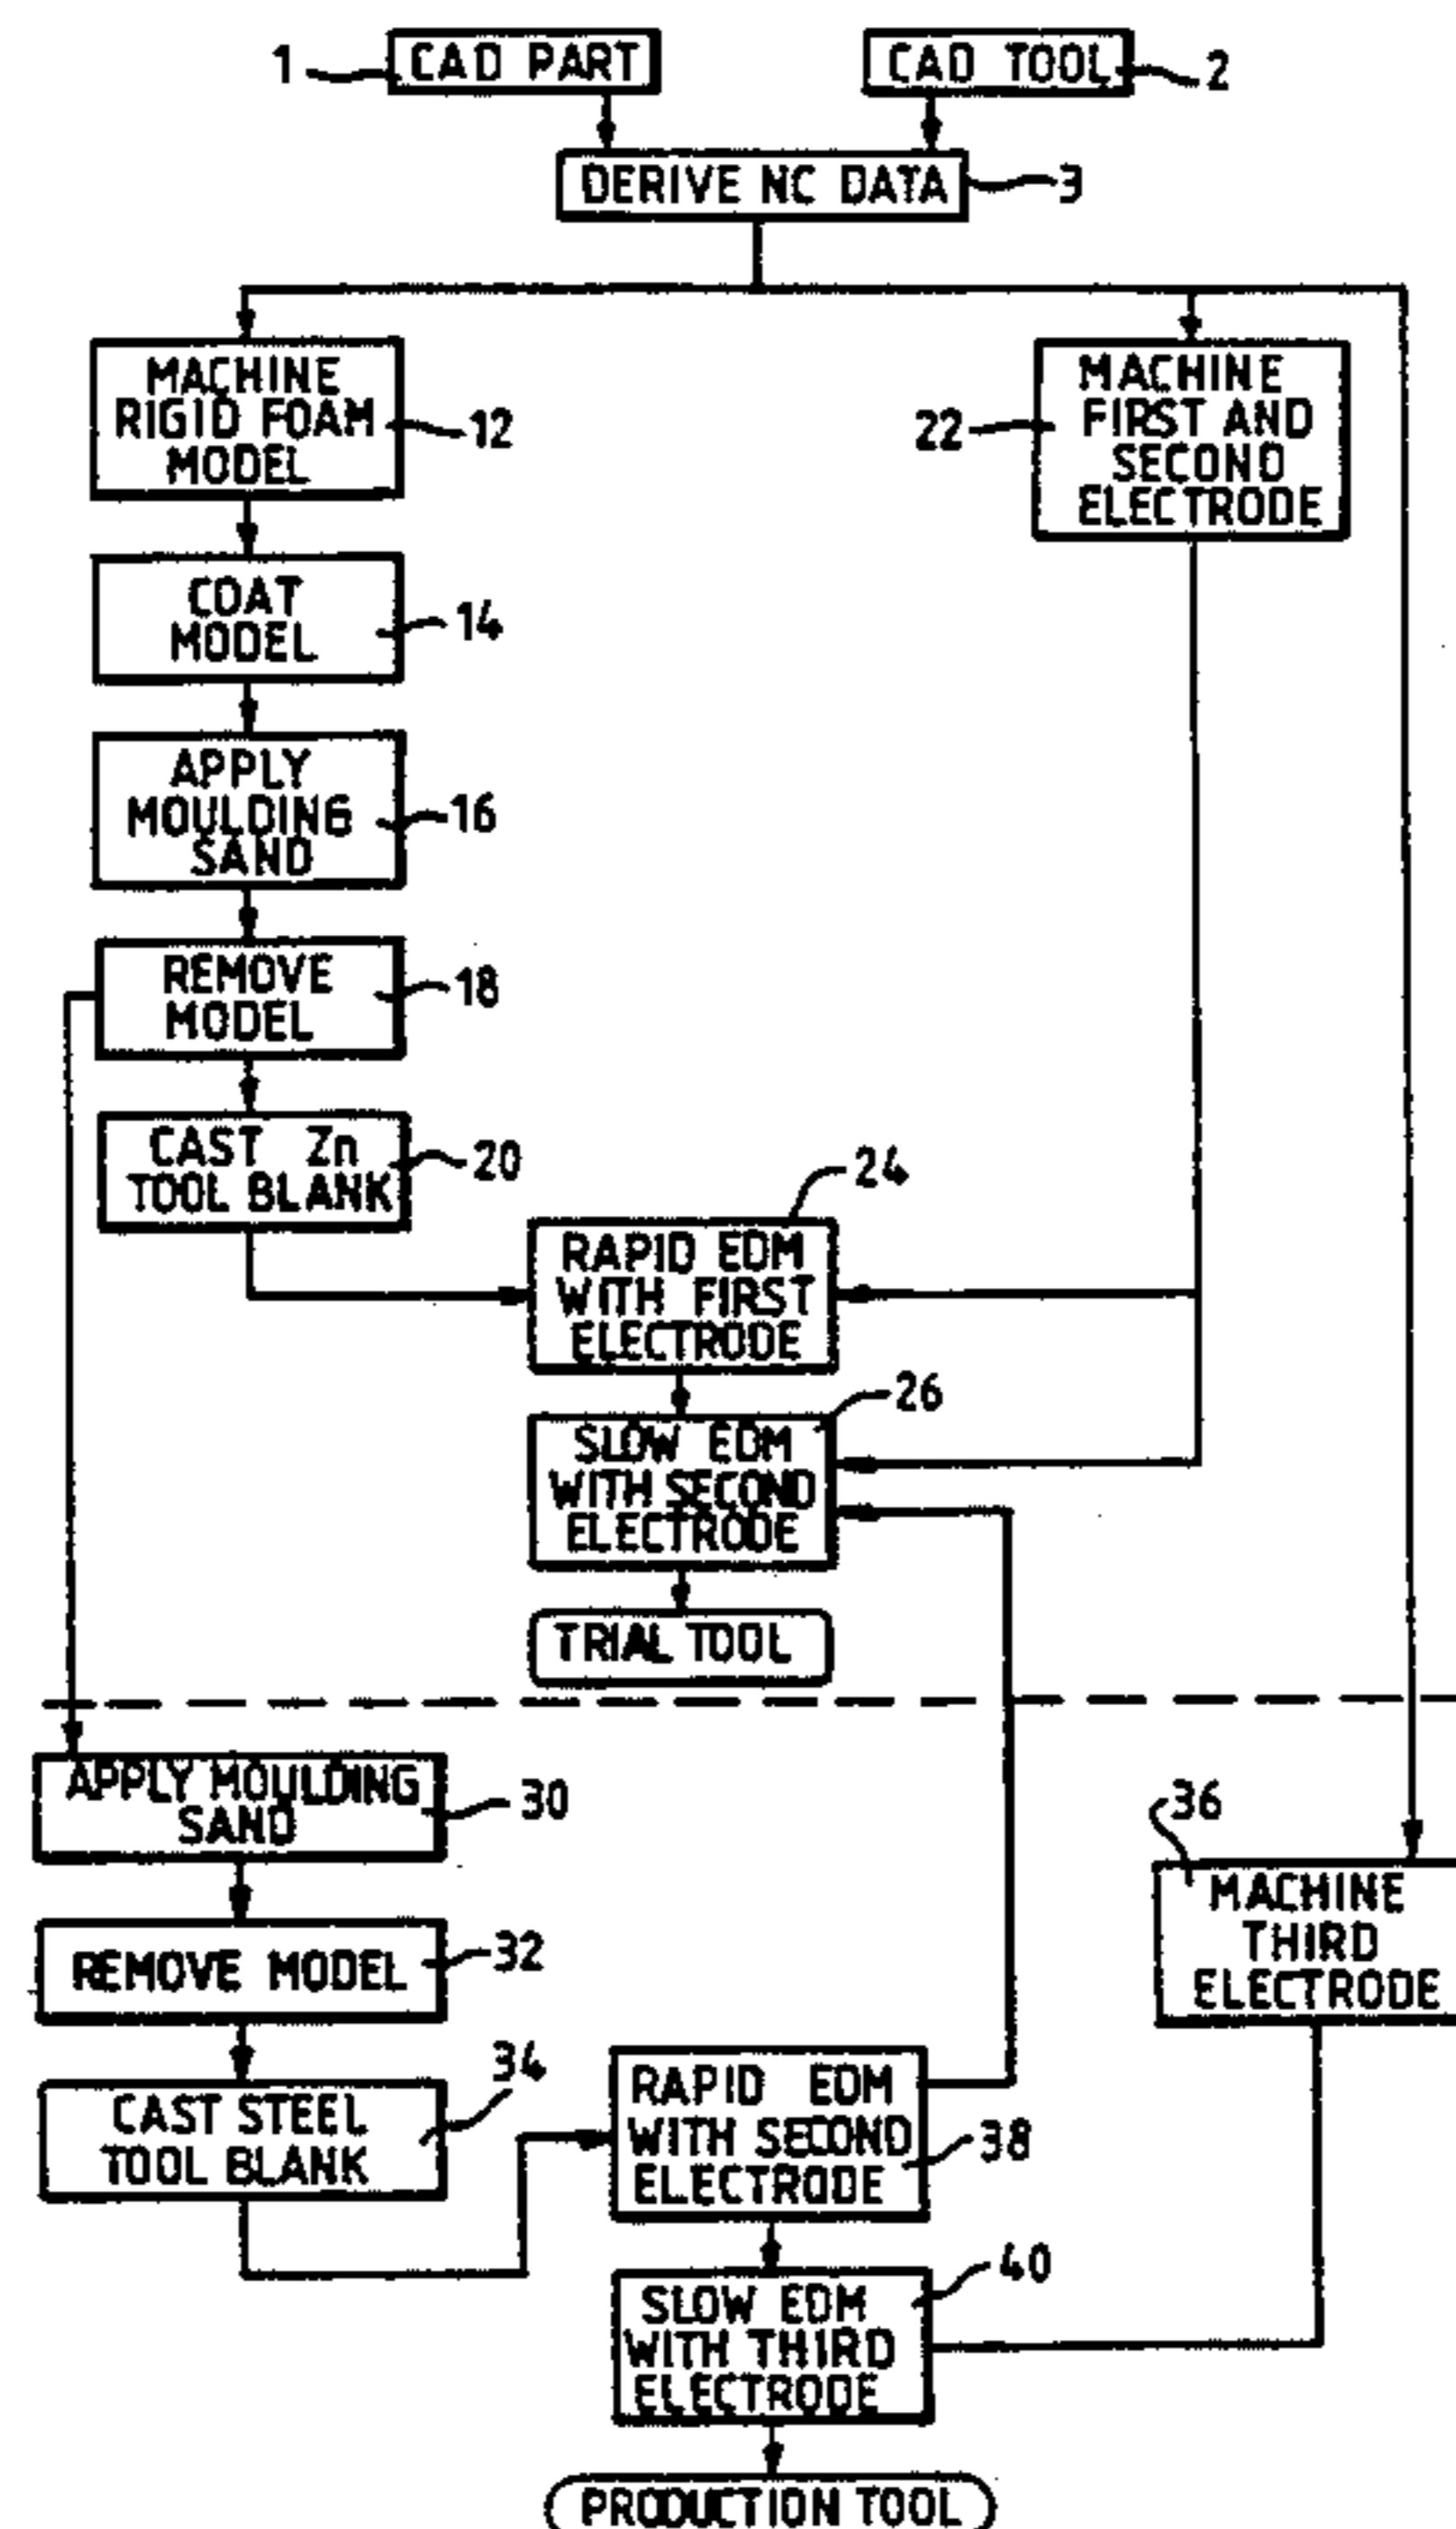 1
CAD PART
CAD TOOL
2
DERIVE NC DATA
3
MACHINE
RIGID FOAM
MODEL
12
22
MACHINE
FIRST AND
SECOND
ELECTRODE
COAT
MODEL
14
APPLY
MOULDING
SAND
16
REMOVE
MODEL
18
CAST Zn
TOOL BLANK
20
24
RAPID EDM
WITH FIRST
ELECTRODE
26
SLOW EDM
WITH SECOND
ELECTRODE
TRIAL TOOL
APPLY MOULDING
SAND
30
36
MACHINE
THIRD
ELECTRODE
REMOVE MODEL
32
34
CAST STEEL
TOOL BLANK
RAPID EDM
WITH SECOND
ELECTRODE
38
40
SLOW EDM
WITH THIRD
ELECTRODE
PRODUCTION TOOL